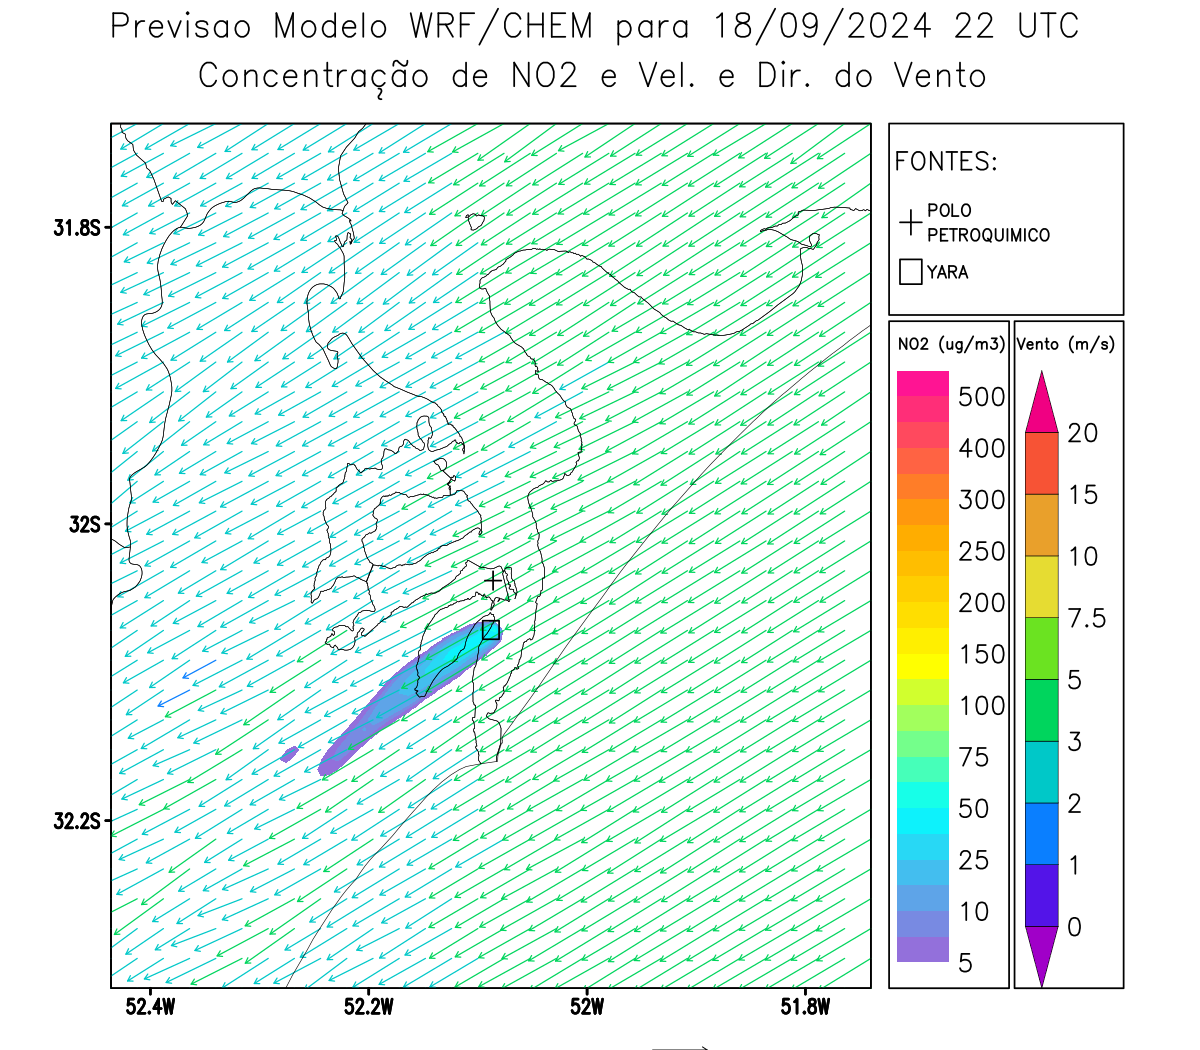 Previsao Modelo WRF/CHEM para 18/09/2024 22 UTC
Concentração de NO2 e Vel. e Dir. do Vento
FONTES:
POLO
PETROQUIMICO
YARA
NO2 (ug/m3)
500
400
300
250
200
150
100
75
50
25
10
5
Vento (m/s)
20
15
10
7.5
5
3
2
1
0
31.8S
32S
32.2S
52.4W
52.2W
52W
51.8W